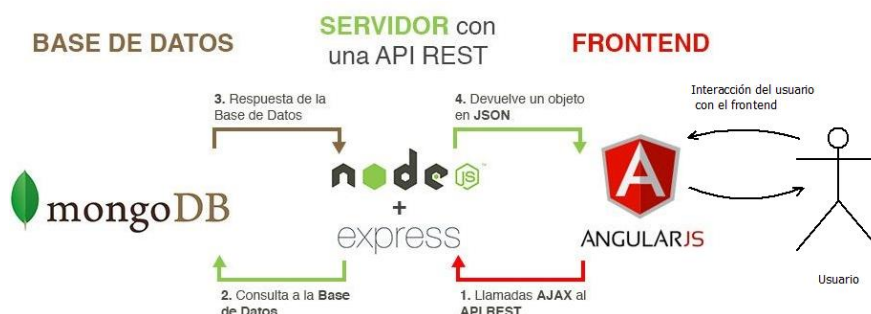 BASE DE DATOS
SERVIDOR con
una API REST
FRONTEND
3. Respuesta de la
Base de Datos
4. Devuelve un objeto
en JSON
Interacción del usuario
con el frontend
mongoDB
node
JS
+
express
A
ANGULARJS
Usuario
2. Consulta a la Base
de Datos
1. Llamadas AJAX al
API REST